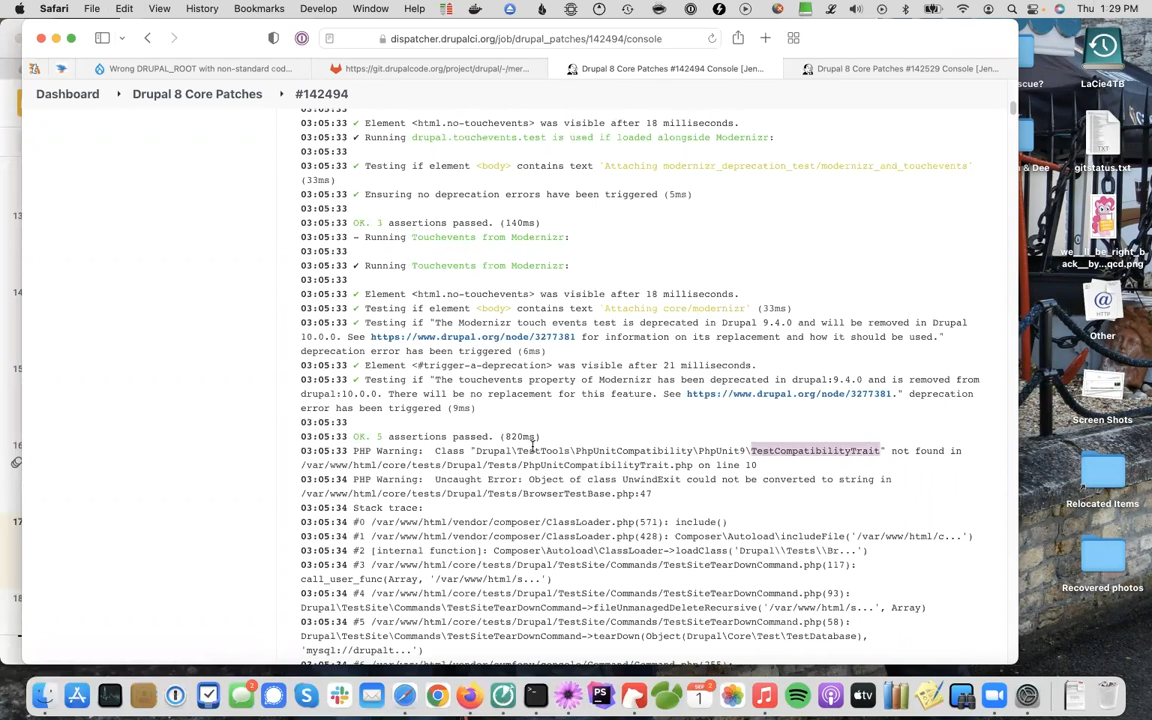 Safari File Edit View History Bookmarks Develop Window Help Thu 1:29 PM
dispatcher.drupalci.org/job/drupal_patches/142494/console
Wrong DRUPAL_ROOT with non-standard cod...
https://git.drupalcode.org/project/drupal/-/mer...
Drupal 8 Core Patches #142494 Console [Jen...
Drupal 8 Core Patches #142529 Console [Jen...
Dashboard Drupal 8 Core Patches #142494
03:05:33
03:05:33 ✔ Element <html.no-touchevents> was visible after 18 milliseconds.
03:05:33 ✔ Running drupal.touchevents.test is used if loaded alongside Modernizr:
03:05:33
03:05:33 ✔ Testing if element <body> contains text `Attaching modernizr_deprecation_test/modernizr_and_touchevents`
(33ms)
03:05:33 ✔ Ensuring no deprecation errors have been triggered (5ms)
03:05:33
03:05:33 OK. 3 assertions passed. (140ms)
03:05:33 – Running Touchevents from Modernizr:
03:05:33
03:05:33 ✔ Running Touchevents from Modernizr:
03:05:33
03:05:33 ✔ Element <html.no-touchevents> was visible after 18 milliseconds.
03:05:33 ✔ Testing if element <body> contains text `Attaching core/modernizr` (33ms)
03:05:33 ✔ Testing if "The Modernizr touch events test is deprecated in Drupal 9.4.0 and will be removed in Drupal
10.0.0. See https://www.drupal.org/node/3277381 for information on its replacement and how it should be used."
deprecation error has been triggered (6ms)
03:05:33 ✔ Element <#trigger-a-deprecation> was visible after 21 milliseconds.
03:05:33 ✔ Testing if "The touchevents property of Modernizr has been deprecated in drupal:9.4.0 and is removed from
drupal:10.0.0. There will be no replacement for this feature. See https://www.drupal.org/node/3277381." deprecation
error has been triggered (9ms)
03:05:33
03:05:33 OK. 5 assertions passed. (820ms)
03:05:33 PHP Warning:  Class "Drupal\TestTools\PhpUnitCompatibility\PhpUnit9\TestCompatibilityTrait" not found in
/var/www/html/core/tests/Drupal/Tests/PhpUnitCompatibilityTrait.php on line 10
03:05:34 PHP Warning:  Uncaught Error: Object of class UnwindExit could not be converted to string in
/var/www/html/core/tests/Drupal/Tests/BrowserTestBase.php:47
03:05:34 Stack trace:
03:05:34 #0 /var/www/html/vendor/composer/ClassLoader.php(571): include()
03:05:34 #1 /var/www/html/vendor/composer/ClassLoader.php(428): Composer\Autoload\includeFile('/var/www/html/c...')
03:05:34 #2 [internal function]: Composer\Autoload\ClassLoader->loadClass('Drupal\\Tests\\Br...')
03:05:34 #3 /var/www/html/core/tests/Drupal/TestSite/Commands/TestSiteTearDownCommand.php(117):
call_user_func(Array, '/var/www/html/s...')
03:05:34 #4 /var/www/html/core/tests/Drupal/TestSite/Commands/TestSiteTearDownCommand.php(93):
Drupal\TestSite\Commands\TestSiteTearDownCommand->fileUnmanagedDeleteRecursive('/var/www/html/s...', Array)
03:05:34 #5 /var/www/html/core/tests/Drupal/TestSite/Commands/TestSiteTearDownCommand.php(58):
Drupal\TestSite\Commands\TestSiteTearDownCommand->tearDown(Object(Drupal\Core\Test\TestDatabase),
'mysql://drupalt...')
13
14
15
16
17
18
scue?
LaCie4TB
n & Dee
TXT
gitstatus.txt
we__ll_be_right_b
ack__by...qcd.png
HTTP
Other
Screen Shots
Relocated Items
Recovered photos